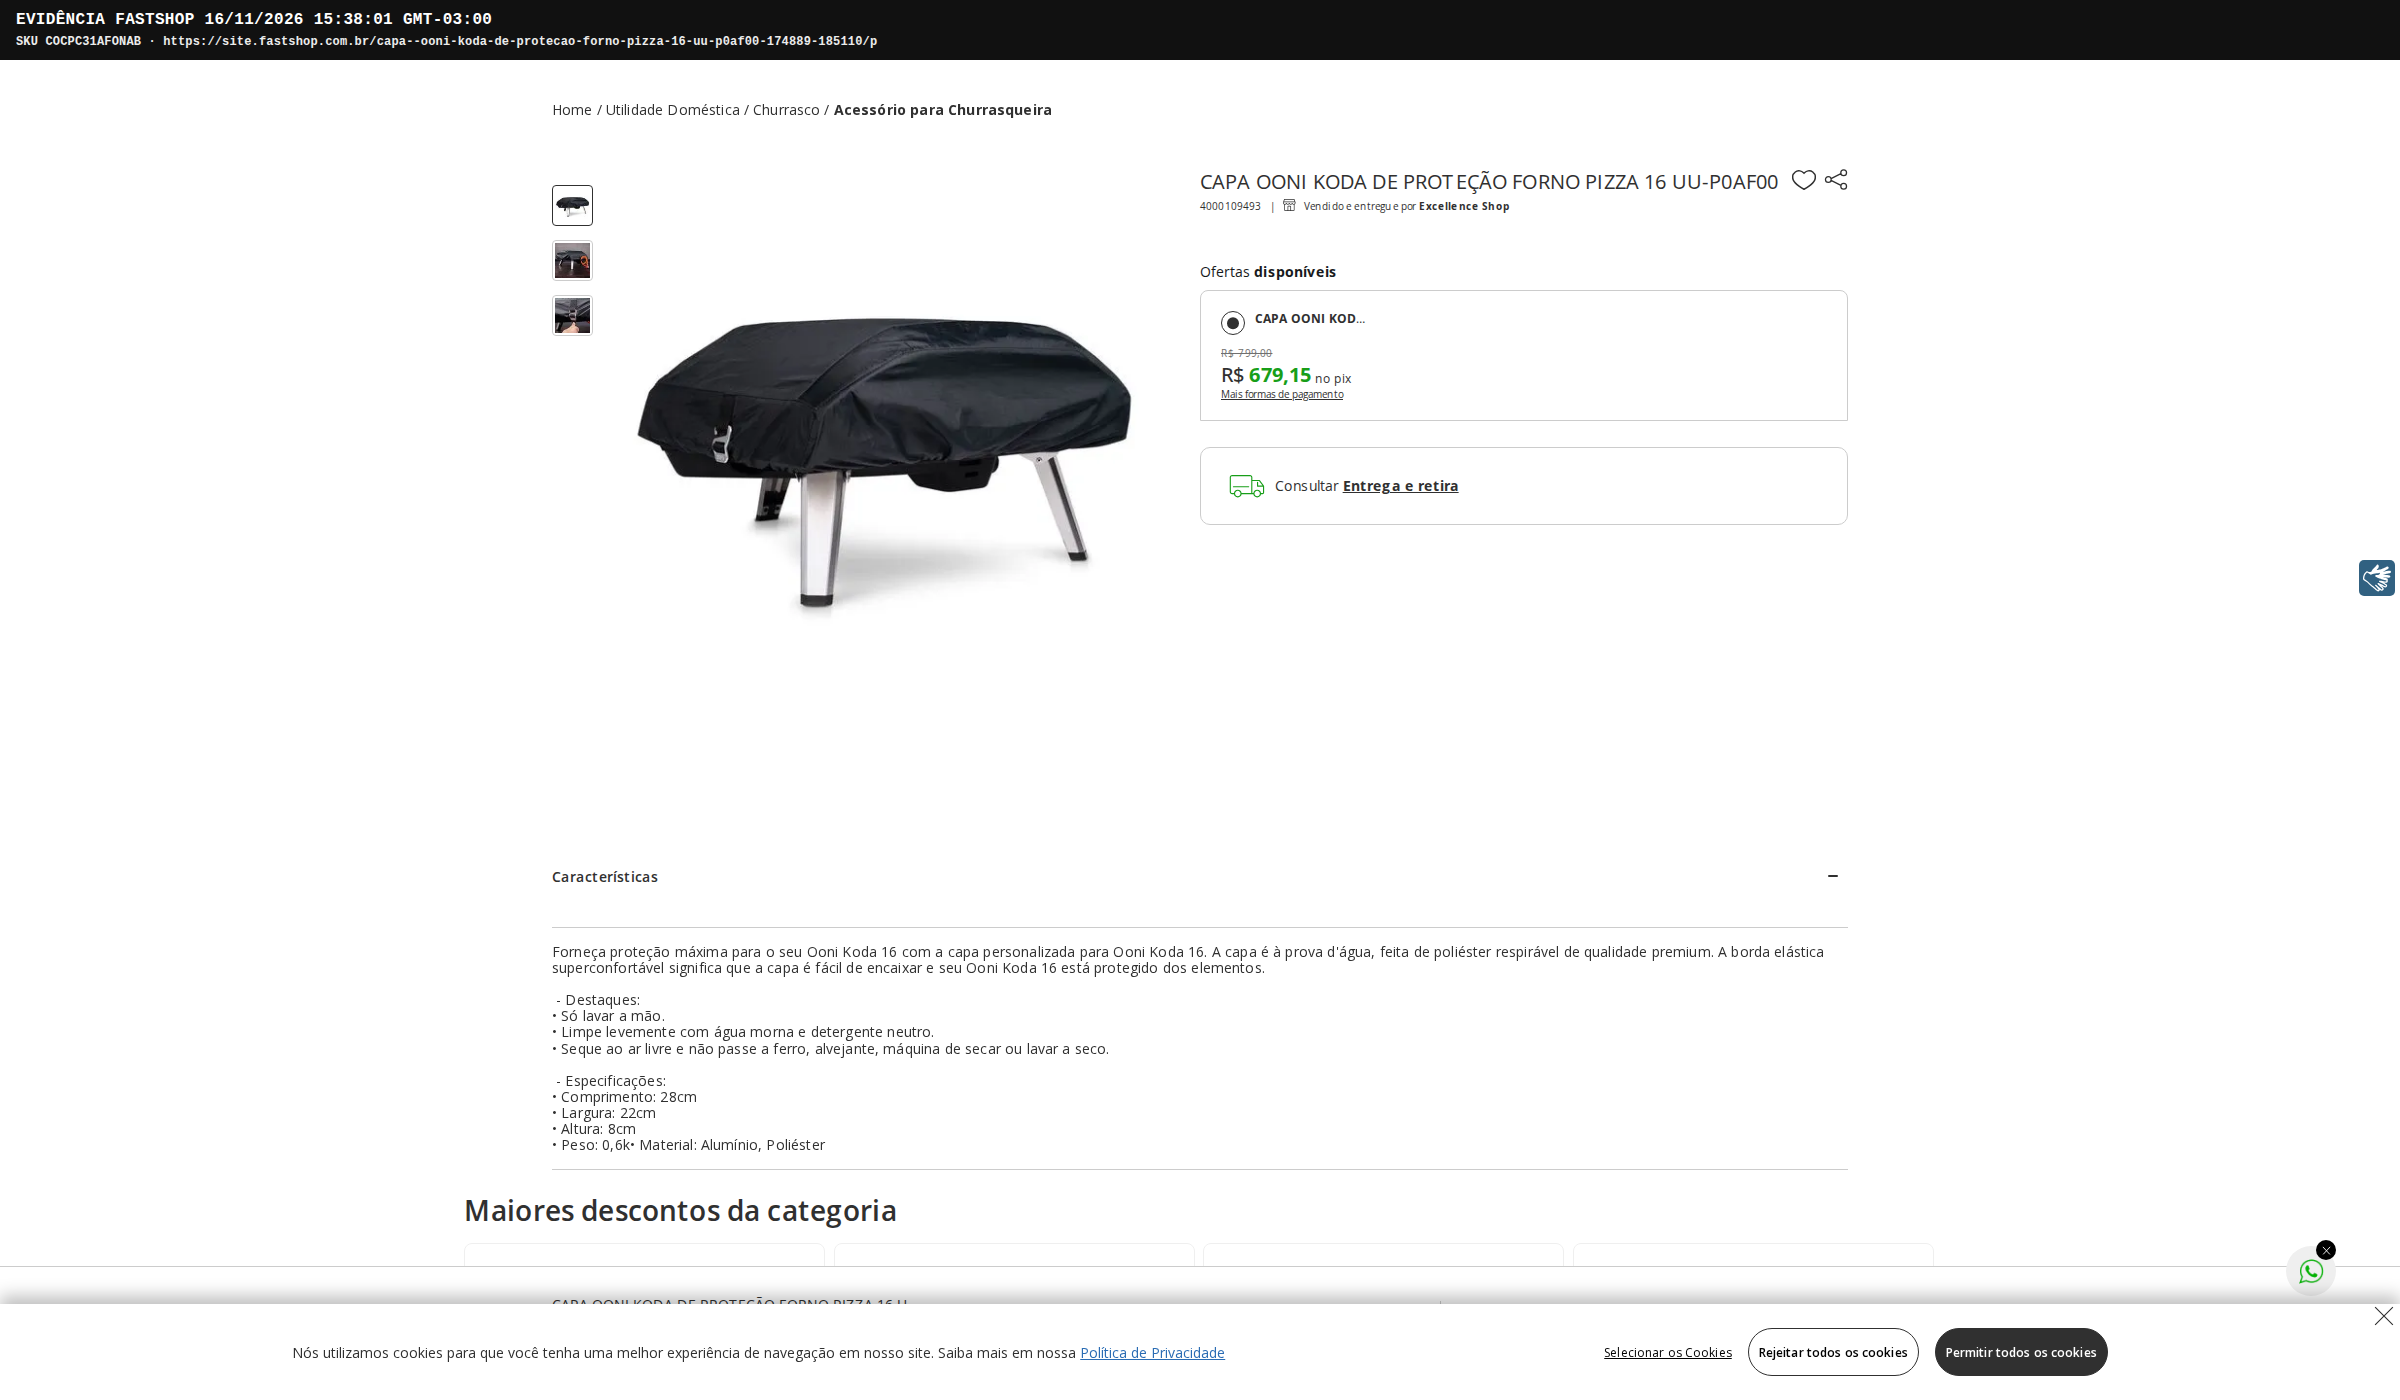 EVIDÊNCIA FASTSHOP 16/11/2026 15:38:01 GMT-03:00
SKU COCPC31AFONAB · https://site.fastshop.com.br/capa--ooni-koda-de-protecao-forno-pizza-16-uu-p0af00-174889-185110/p
Home / Utilidade Doméstica / Churrasco / Acessório para Churrasqueira
CAPA OONI KODA DE PROTEÇÃO FORNO PIZZA 16 UU-P0AF00
4000109493 | Vendido e entregue por Excellence Shop
Ofertas disponíveis
CAPA OONI KOD...
R$ 799,00
R$ 679,15 no pix
Mais formas de pagamento
Consultar Entrega e retira
Características
Forneça proteção máxima para o seu Ooni Koda 16 com a capa personalizada para Ooni Koda 16. A capa é à prova d'água, feita de poliéster respirável de qualidade premium. A borda elástica
superconfortável significa que a capa é fácil de encaixar e seu Ooni Koda 16 está protegido dos elementos.
- Destaques:
• Só lavar a mão.
• Limpe levemente com água morna e detergente neutro.
• Seque ao ar livre e não passe a ferro, alvejante, máquina de secar ou lavar a seco.
- Especificações:
• Comprimento: 28cm
• Largura: 22cm
• Altura: 8cm
• Peso: 0,6k• Material: Alumínio, Poliéster
Maiores descontos da categoria
CAPA OONI KODA DE PROTEÇÃO FORNO PIZZA 16 U
Nós utilizamos cookies para que você tenha uma melhor experiência de navegação em nosso site. Saiba mais em nossa Política de Privacidade
Selecionar os Cookies
Rejeitar todos os cookies
Permitir todos os cookies